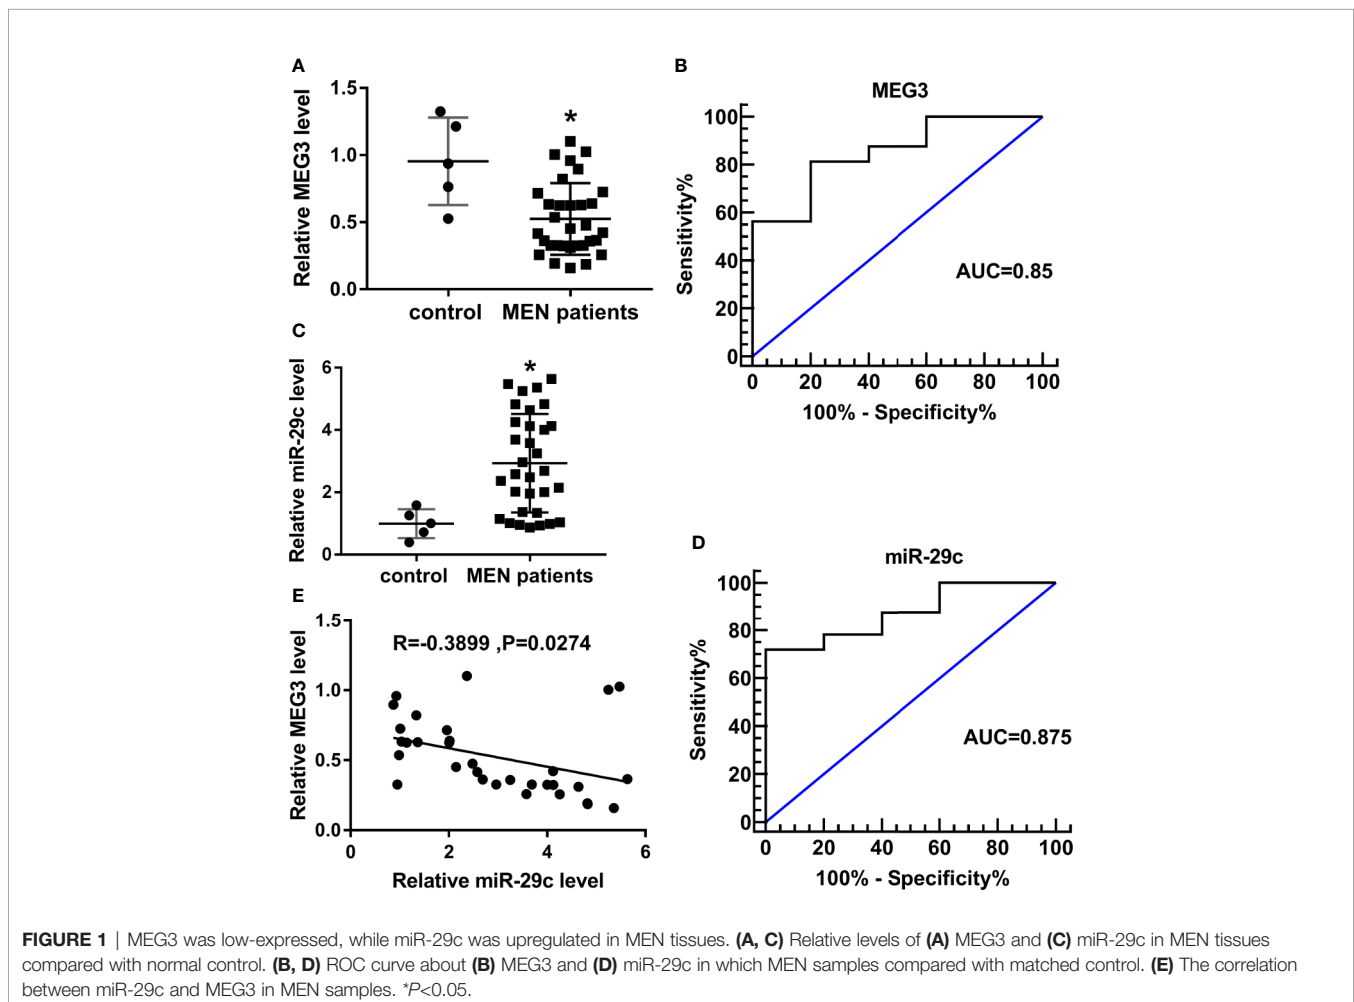 A
Relative MEG3 level
1.5
1.0
0.5
0.0
*
control
MEN patients
B
MEG3
Sensitivity%
100
80
60
40
20
0
AUC=0.85
0 20 40 60 80 100
100% - Specificity%
C
Relative miR-29c level
6
4
2
0
*
control
MEN patients
D
miR-29c
Sensitivity%
100
80
60
40
20
0
AUC=0.875
0 20 40 60 80 100
100% - Specificity%
E
Relative MEG3 level
1.5
1.0
0.5
0.0
R=-0.3899 ,P=0.0274
0 2 4 6
Relative miR-29c level
FIGURE 1 | MEG3 was low-expressed, while miR-29c was upregulated in MEN tissues. (A, C) Relative levels of (A) MEG3 and (C) miR-29c in MEN tissues
compared with normal control. (B, D) ROC curve about (B) MEG3 and (D) miR-29c in which MEN samples compared with matched control. (E) The correlation
between miR-29c and MEG3 in MEN samples. *P<0.05.